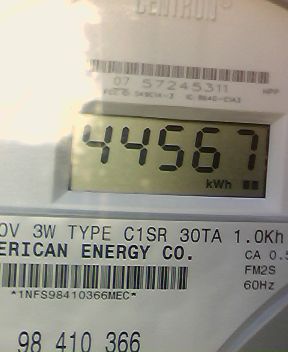 CENTRON®
07 57245311
HPP
44567
kWh
0V 3W TYPE C1SR 30TA 1.0Kh
ERICAN ENERGY CO.
CA 0.5
FM2S
60Hz
*1NFS98410366MEC*
98 410 366